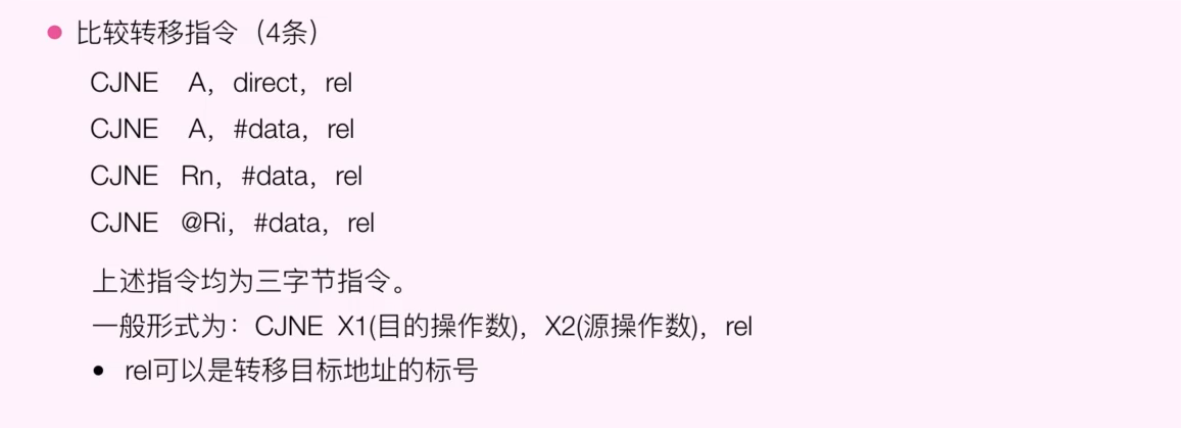 比较转移指令（4条）
CJNE A，direct，rel
CJNE A，#data，rel
CJNE Rn，#data，rel
CJNE @Ri，#data，rel
上述指令均为三字节指令。
一般形式为：CJNE X1(目的操作数)，X2(源操作数)，rel
• rel可以是转移目标地址的标号